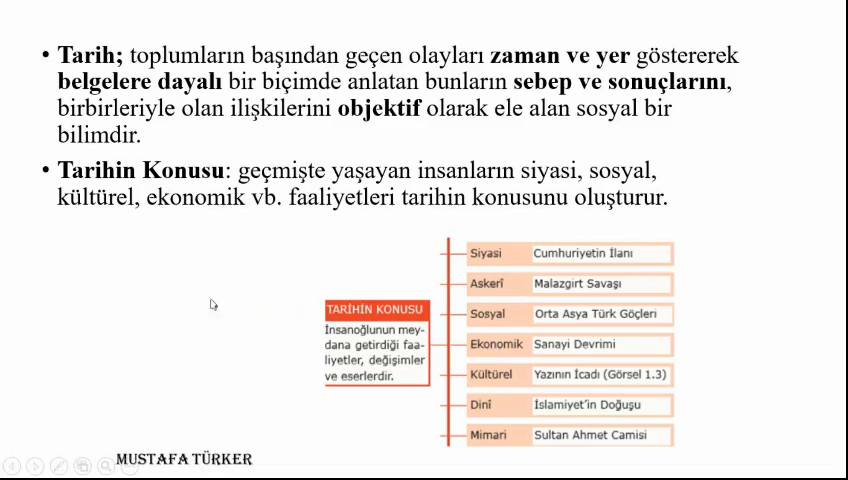 • Tarih; toplumların başından geçen olayları zaman ve yer göstererek
belgelere dayalı bir biçimde anlatan bunların sebep ve sonuçlarını,
birbirleriyle olan ilişkilerini objektif olarak ele alan sosyal bir
bilimdir.
• Tarihin Konusu: geçmişte yaşayan insanların siyasi, sosyal,
kültürel, ekonomik vb. faaliyetleri tarihin konusunu oluşturur.
TARİHİN KONUSU
İnsanoğlunun mey-
dana getirdiği faa-
liyetler, değişimler
ve eserlerdir.
Siyasi Cumhuriyetin İlanı
Askerî Malazgirt Savaşı
Sosyal Orta Asya Türk Göçleri
Ekonomik Sanayi Devrimi
Kültürel Yazının İcadı (Görsel 1.3)
Dinî İslamiyet'in Doğuşu
Mimari Sultan Ahmet Camisi
MUSTAFA TÜRKER